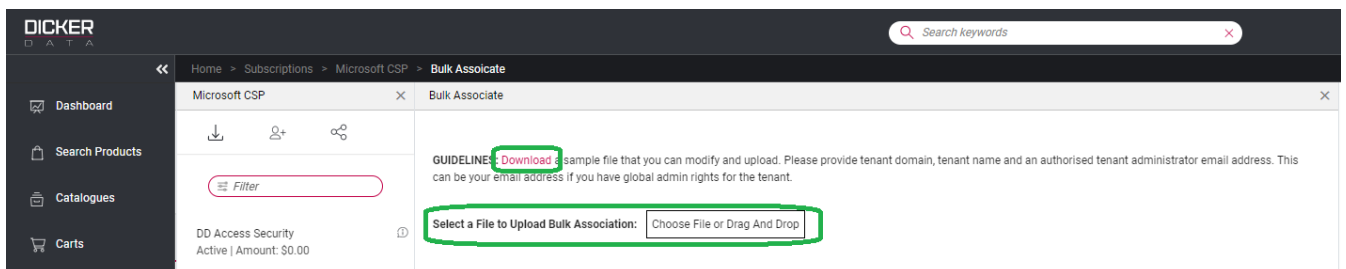 DICKER
DATA
Search keywords
Home > Subscriptions > Microsoft CSP > Bulk Assoicate
Dashboard
Search Products
Catalogues
Carts
Microsoft CSP
Filter
DD Access Security
Active | Amount: $0.00
Bulk Associate
GUIDELINES: Download a sample file that you can modify and upload. Please provide tenant domain, tenant name and an authorised tenant administrator email address. This
can be your email address if you have global admin rights for the tenant.
Select a File to Upload Bulk Association: Choose File or Drag And Drop